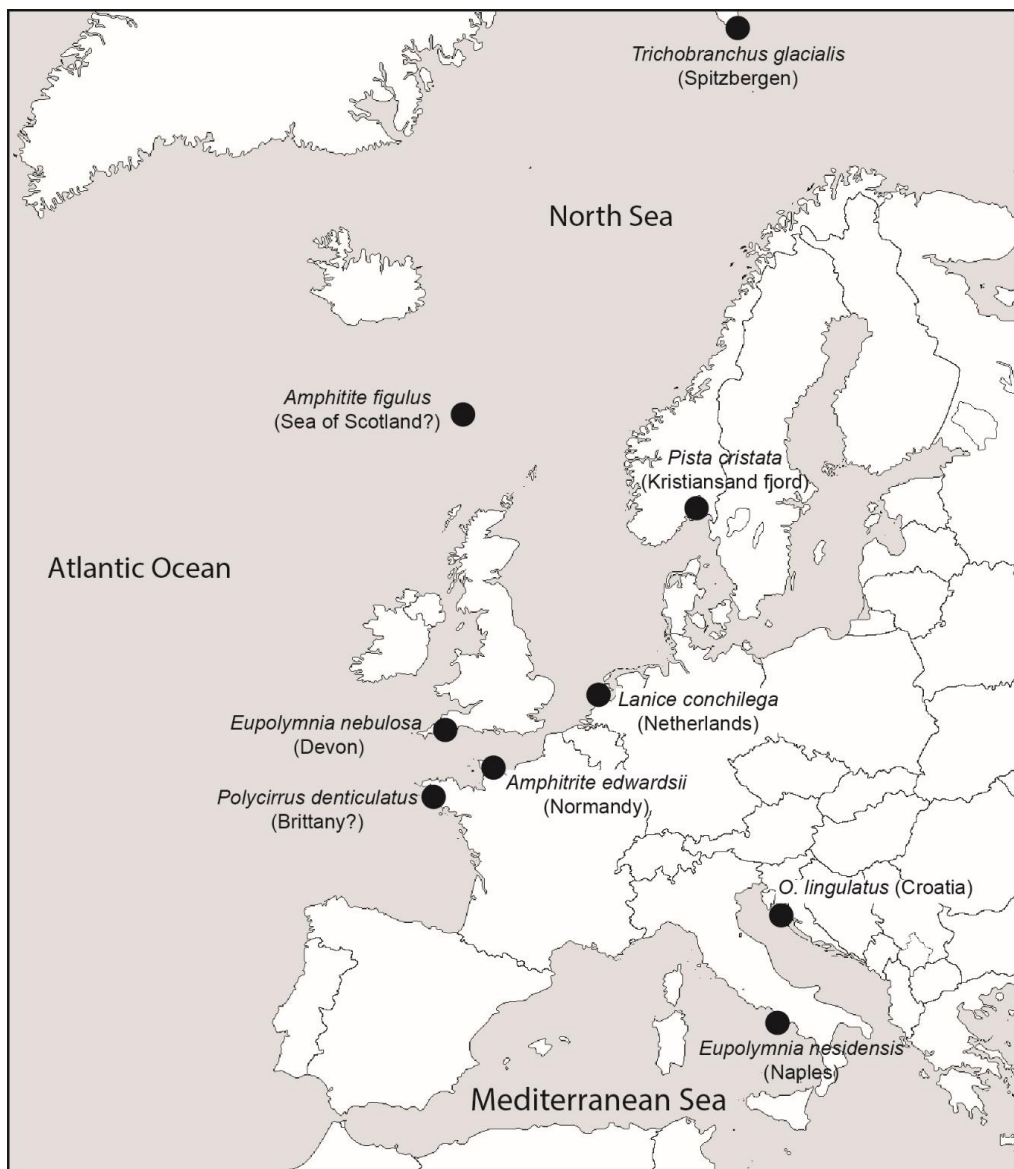 Trichobranchus glacialis
(Spitzbergen)
North Sea
Amphitite figulus
(Sea of Scotland?)
Pista cristata
(Kristiansand fjord)
Atlantic Ocean
Lanice conchilega
(Netherlands)
Eupolymnia nebulosa
(Devon)
Amphitrite edwardsii
(Normandy)
Polycirrus denticulatus
(Brittany?)
O. lingulatus (Croatia)
Eupolymnia nesidensis
(Naples)
Mediterranean Sea